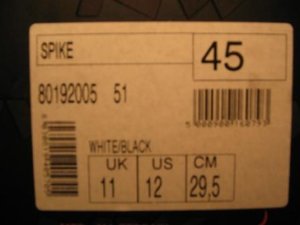 SPIKE
45
80192005 51
WHITE/BLACK
UK US CM
11 12 29,5